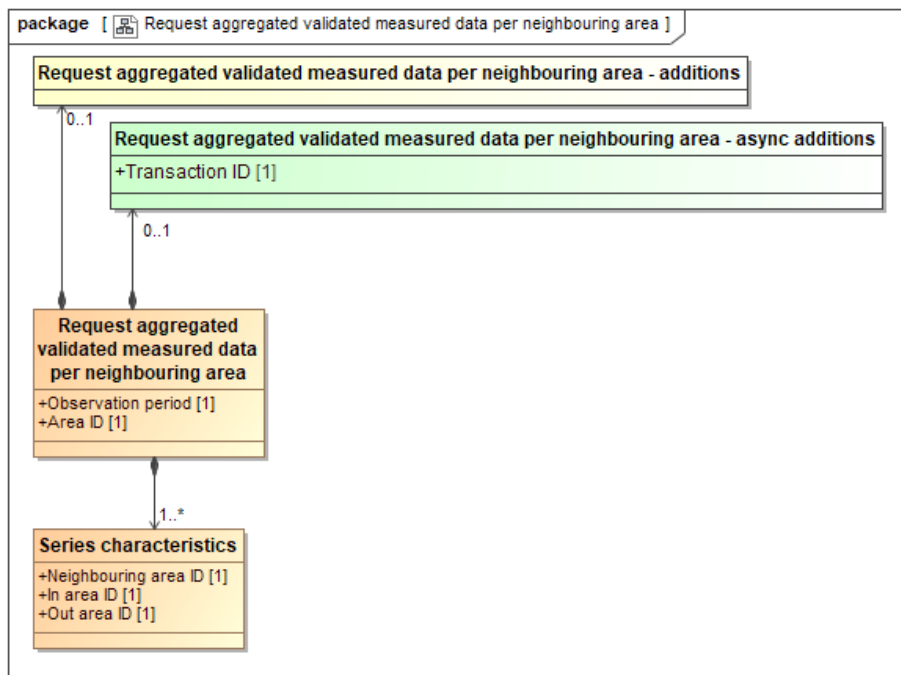 package [ Request aggregated validated measured data per neighbouring area ]
Request aggregated validated measured data per neighbouring area - additions
0..1
Request aggregated validated measured data per neighbouring area - async additions
+Transaction ID [1]
0..1
Request aggregated
validated measured data
per neighbouring area
+Observation period [1]
+Area ID [1]
1..*
Series characteristics
+Neighbouring area ID [1]
+In area ID [1]
+Out area ID [1]